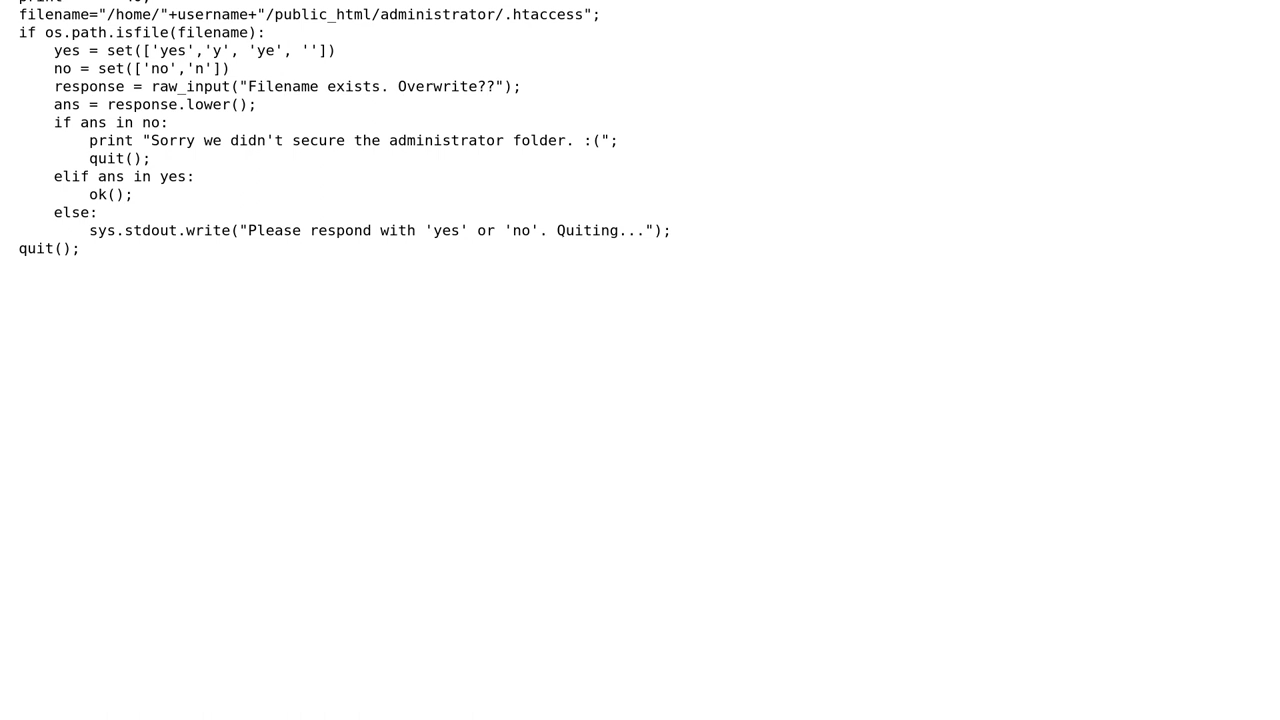 filename="/home/"+username+"/public_html/administrator/.htaccess";
if os.path.isfile(filename):
    yes = set(['yes','y', 'ye', ''])
    no = set(['no','n'])
    response = raw_input("Filename exists. Overwrite??");
    ans = response.lower();
    if ans in no:
        print "Sorry we didn't secure the administrator folder. :(";
        quit();
    elif ans in yes:
        ok();
    else:
        sys.stdout.write("Please respond with 'yes' or 'no'. Quiting...");
quit();